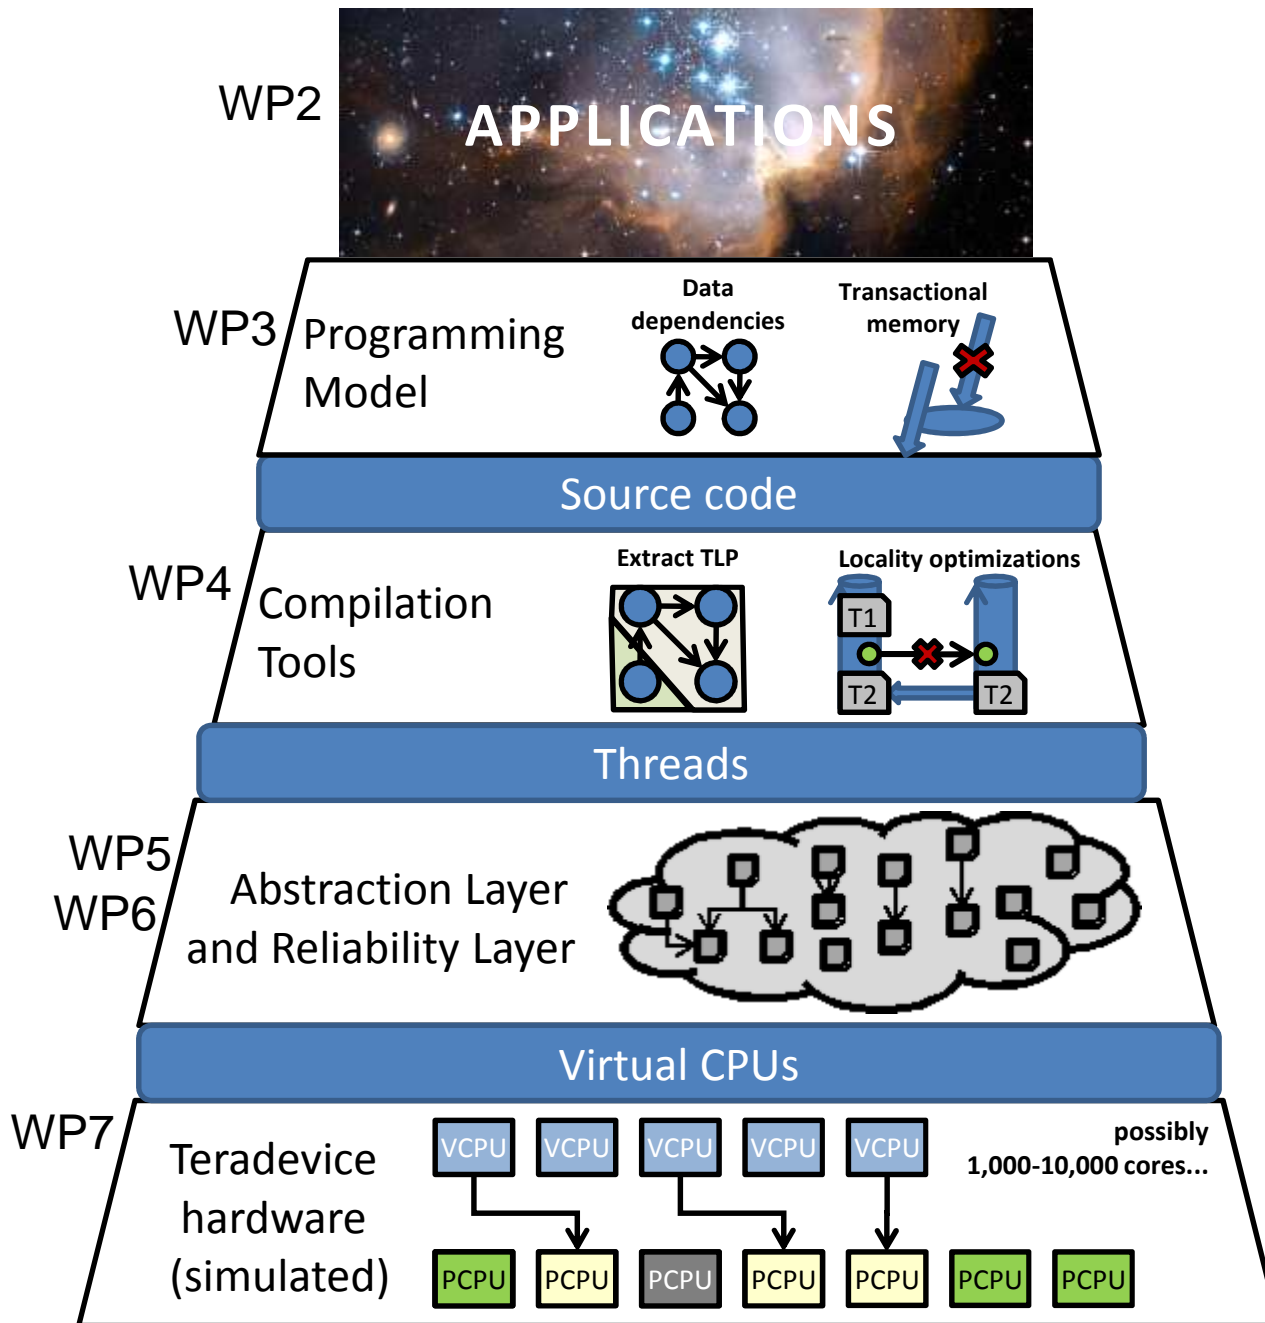 WP2
APPLICATIONS
WP3
Programming
Model
Data
dependencies
Transactional
memory
Source code
WP4
Compilation
Tools
Extract TLP
Locality optimizations
T1
T2
T2
Threads
WP5
WP6
Abstraction Layer
and Reliability Layer
Virtual CPUs
WP7
Teradevice
hardware
(simulated)
VCPU VCPU VCPU VCPU VCPU
possibly
1,000-10,000 cores...
PCPU PCPU PCPU PCPU PCPU PCPU PCPU